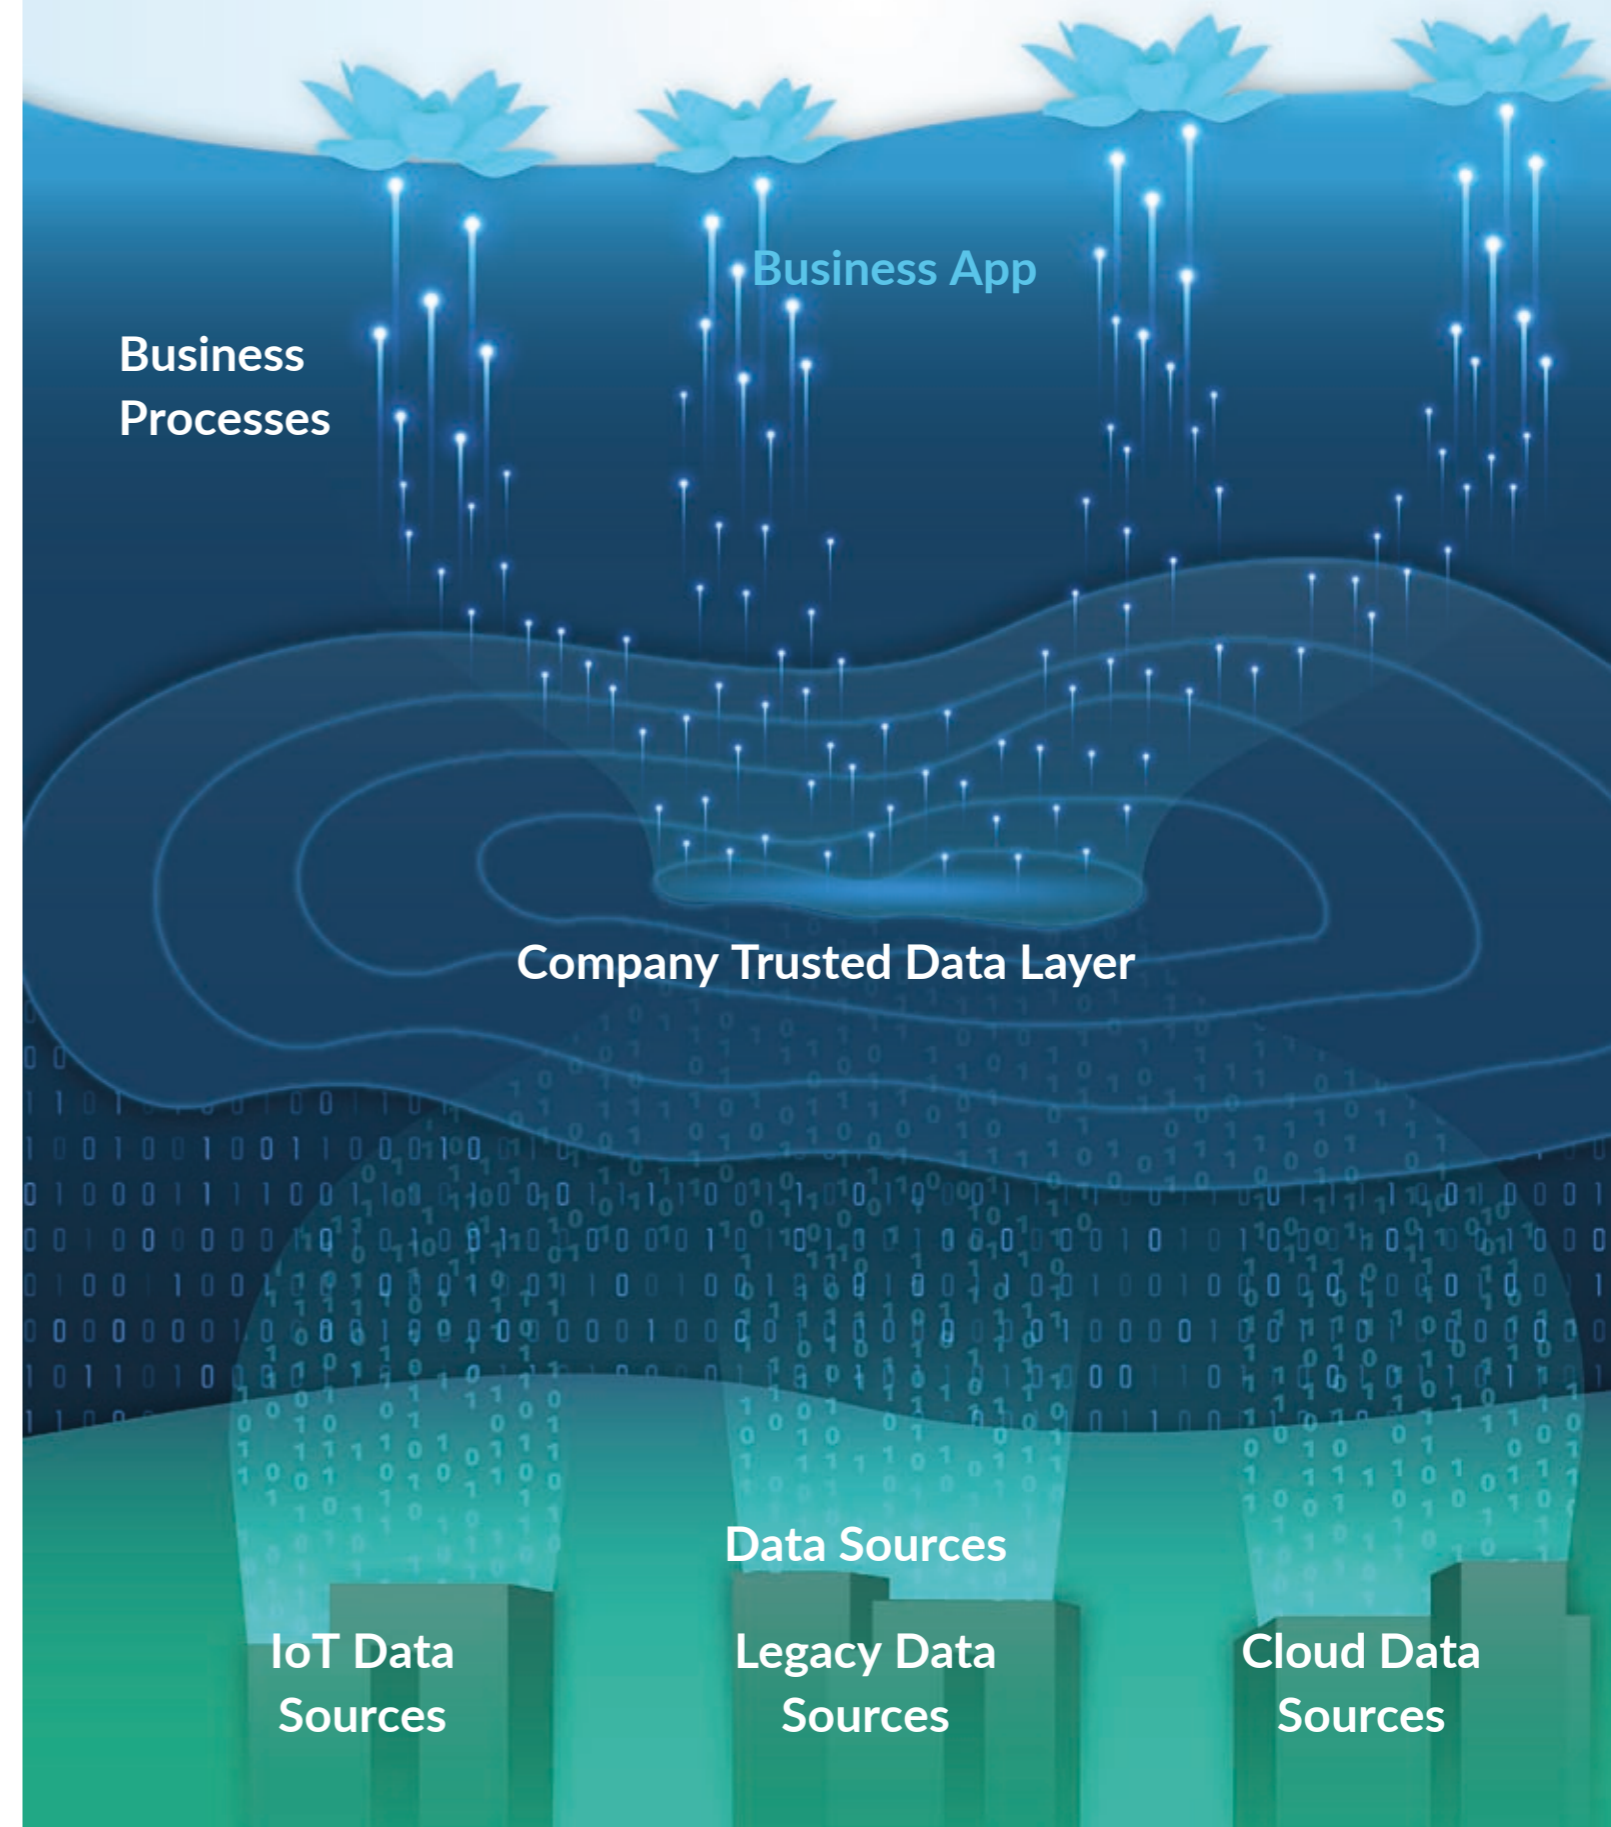 Business App
Business
Processes
Company Trusted Data Layer
Data Sources
IoT Data
Sources
Legacy Data
Sources
Cloud Data
Sources